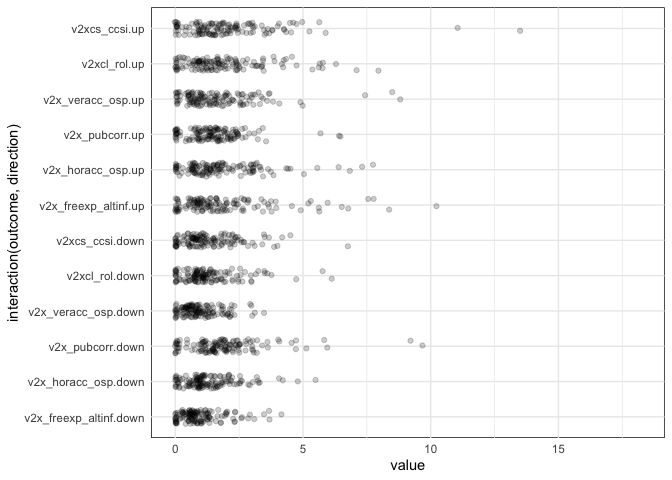 interaction(outcome, direction)
v2xcs_ccsi.up
v2xcl_rol.up
v2x_veracc_osp.up
v2x_pubcorr.up
v2x_horacc_osp.up
v2x_freexp_altinf.up
v2xcs_ccsi.down
v2xcl_rol.down
v2x_veracc_osp.down
v2x_pubcorr.down
v2x_horacc_osp.down
v2x_freexp_altinf.down
0 5 10 15
value